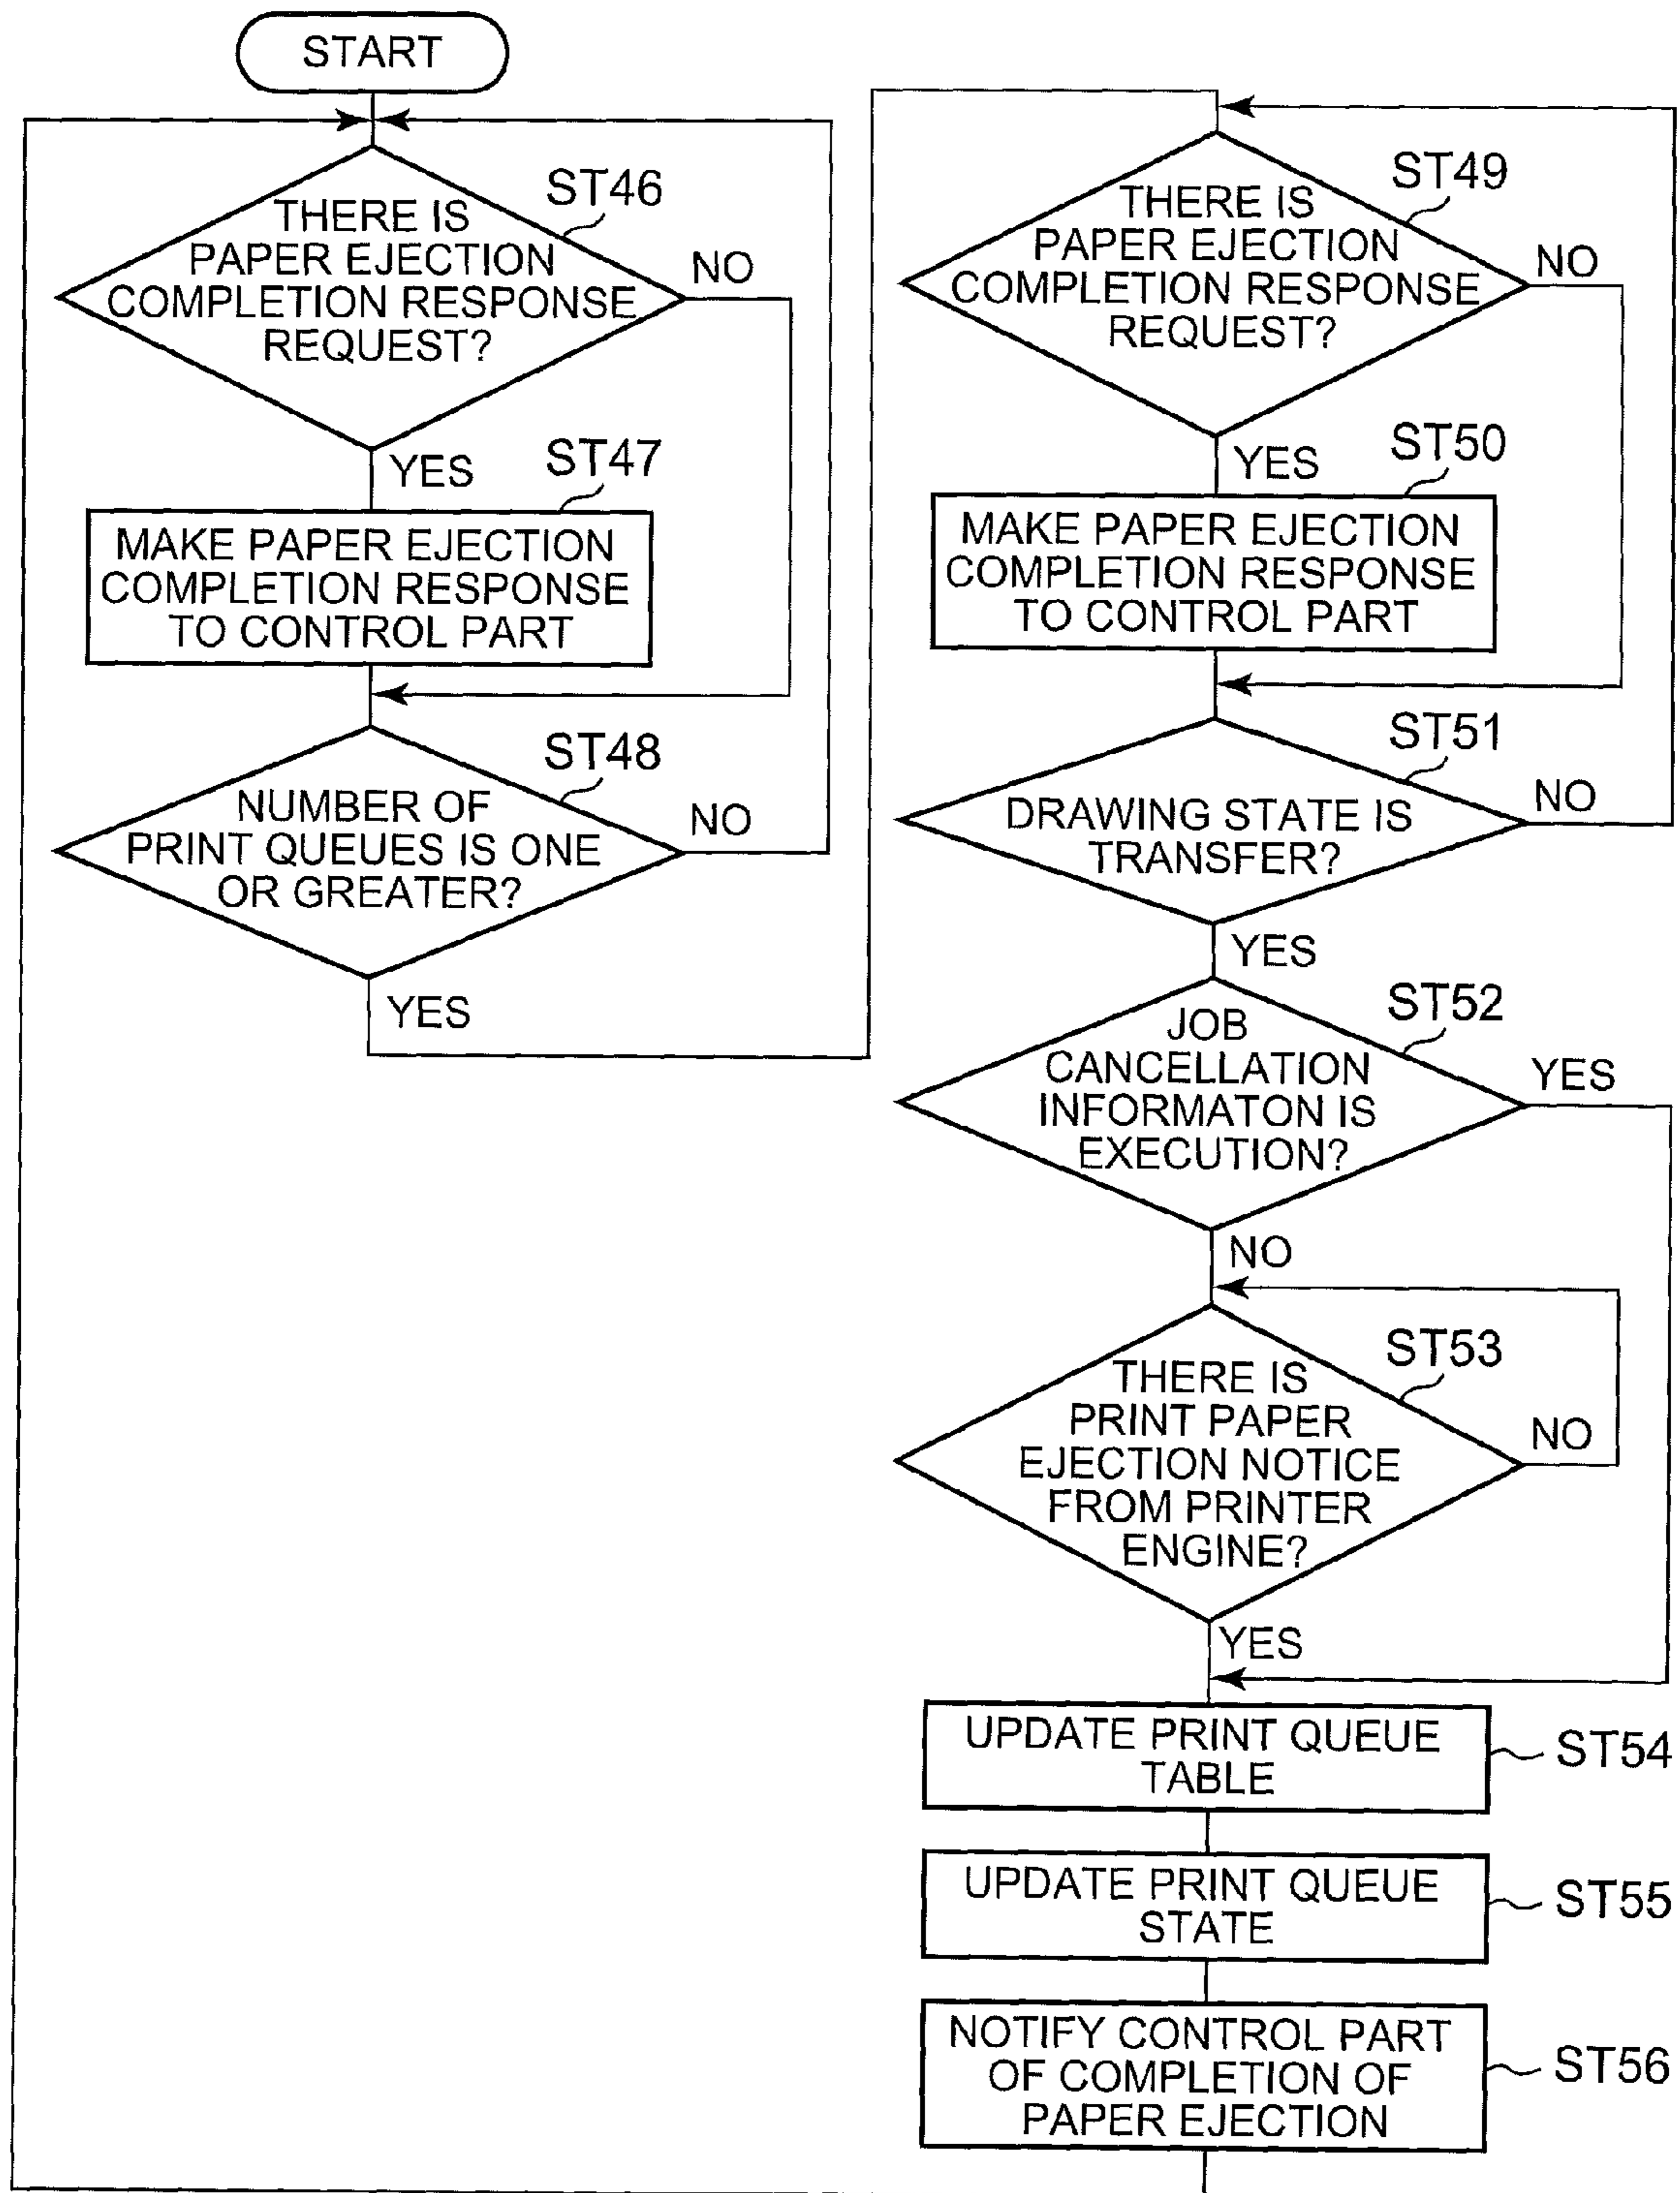 START
ST46
THERE IS
PAPER EJECTION
COMPLETION RESPONSE
REQUEST?
NO
YES
ST47
MAKE PAPER EJECTION
COMPLETION RESPONSE
TO CONTROL PART
ST48
NUMBER OF
PRINT QUEUES IS ONE
OR GREATER?
NO
YES
ST49
THERE IS
PAPER EJECTION
COMPLETION RESPONSE
REQUEST?
NO
YES
ST50
MAKE PAPER EJECTION
COMPLETION RESPONSE
TO CONTROL PART
ST51
DRAWING STATE IS
TRANSFER?
NO
YES
ST52
JOB
CANCELLATION
INFORMATON IS
EXECUTION?
YES
NO
ST53
THERE IS
PRINT PAPER
EJECTION NOTICE
FROM PRINTER
ENGINE?
NO
YES
UPDATE PRINT QUEUE
TABLE
ST54
UPDATE PRINT QUEUE
STATE
ST55
NOTIFY CONTROL PART
OF COMPLETION OF
PAPER EJECTION
ST56